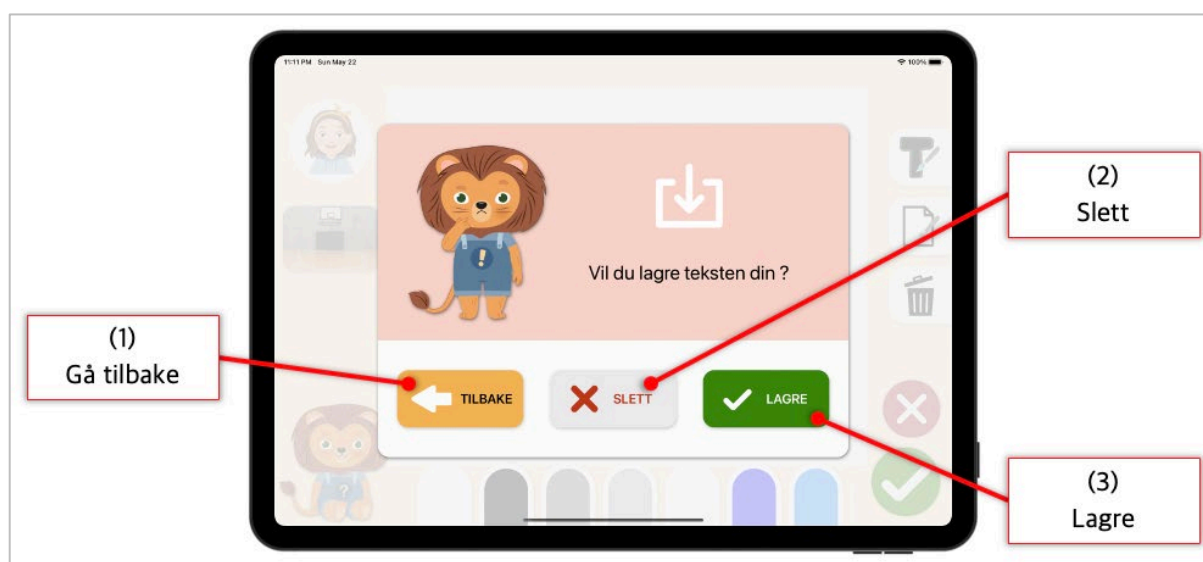 11:11 PM Sun May 22
100%
Vil du lagre teksten din ?
(1)
Gå tilbake
(2)
Slett
TILBAKE
SLETT
LAGRE
(3)
Lagre